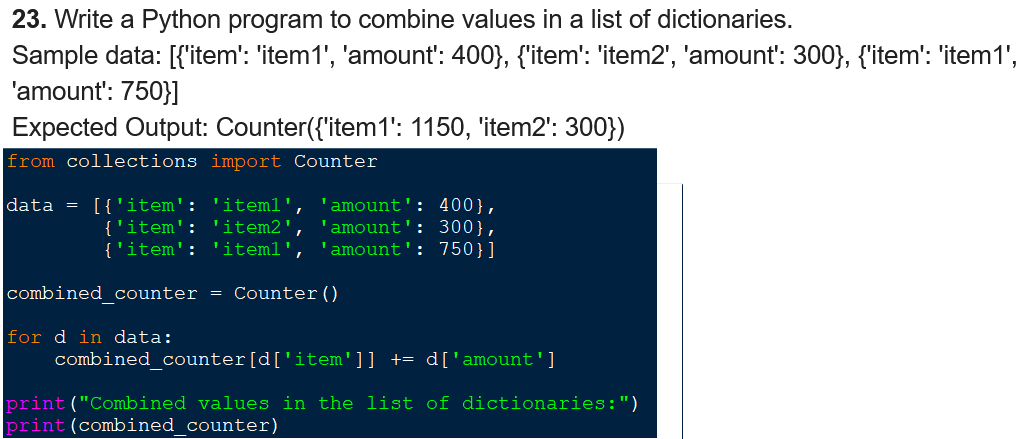 23. Write a Python program to combine values in a list of dictionaries.
Sample data: [{'item': 'item1', 'amount': 400}, {'item': 'item2', 'amount': 300}, {'item': 'item1',
'amount': 750}]
Expected Output: Counter({'item1': 1150, 'item2': 300})
from collections import Counter
data = [{'item': 'item1', 'amount': 400},
        {'item': 'item2', 'amount': 300},
        {'item': 'item1', 'amount': 750}]
combined_counter = Counter()
for d in data:
    combined_counter[d['item']] += d['amount']
print("Combined values in the list of dictionaries:")
print(combined_counter)